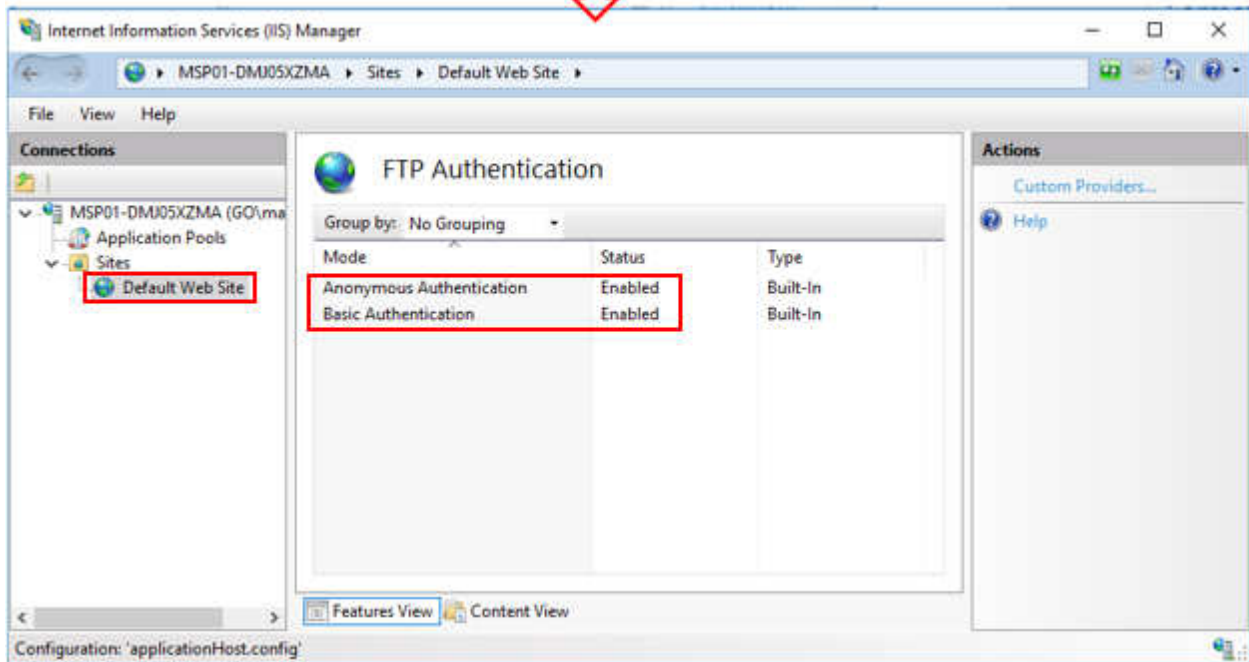 Internet Information Services (IIS) Manager
MSP01-DMJ05XZMA Sites Default Web Site
File View Help
Connections
MSP01-DMJ05XZMA (GO\ma
Application Pools
Sites
Default Web Site
FTP Authentication
Group by: No Grouping
Mode Status Type
Anonymous Authentication Enabled Built-In
Basic Authentication Enabled Built-In
Features View Content View
Actions
Custom Providers...
Help
Configuration: 'applicationHost.config'